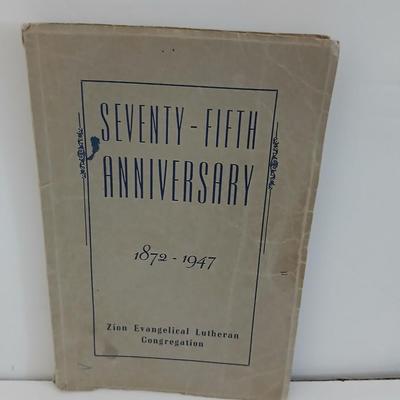 SEVENTY - FIFTH
ANNIVERSARY
1872 - 1947
Zion Evangelical Lutheran
Congregation